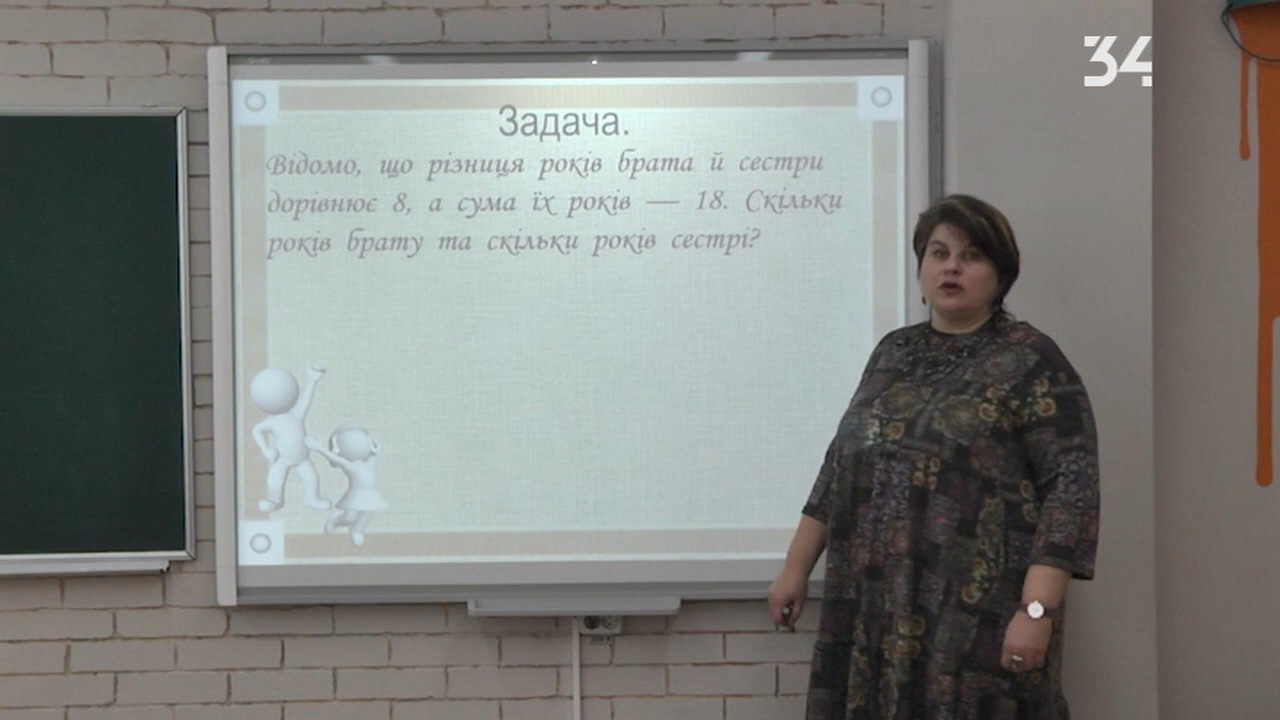 34
Задача.
Відомо, що різниця років брата й сестри
дорівнює 8, а сума їх років — 18. Скільки
років брату та скільки років сестрі?